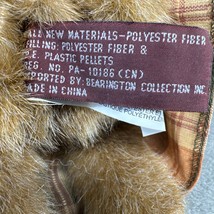 ALL NEW MATERIALS-POLYESTER FIBER
FILLING: POLYESTER FIBER &
P.E. PLASTIC PELLETS
REG. NO. PA-10186 (CN)
IMPORTED BY BEARINGTON COLLECTION INC.
MADE IN CHINA